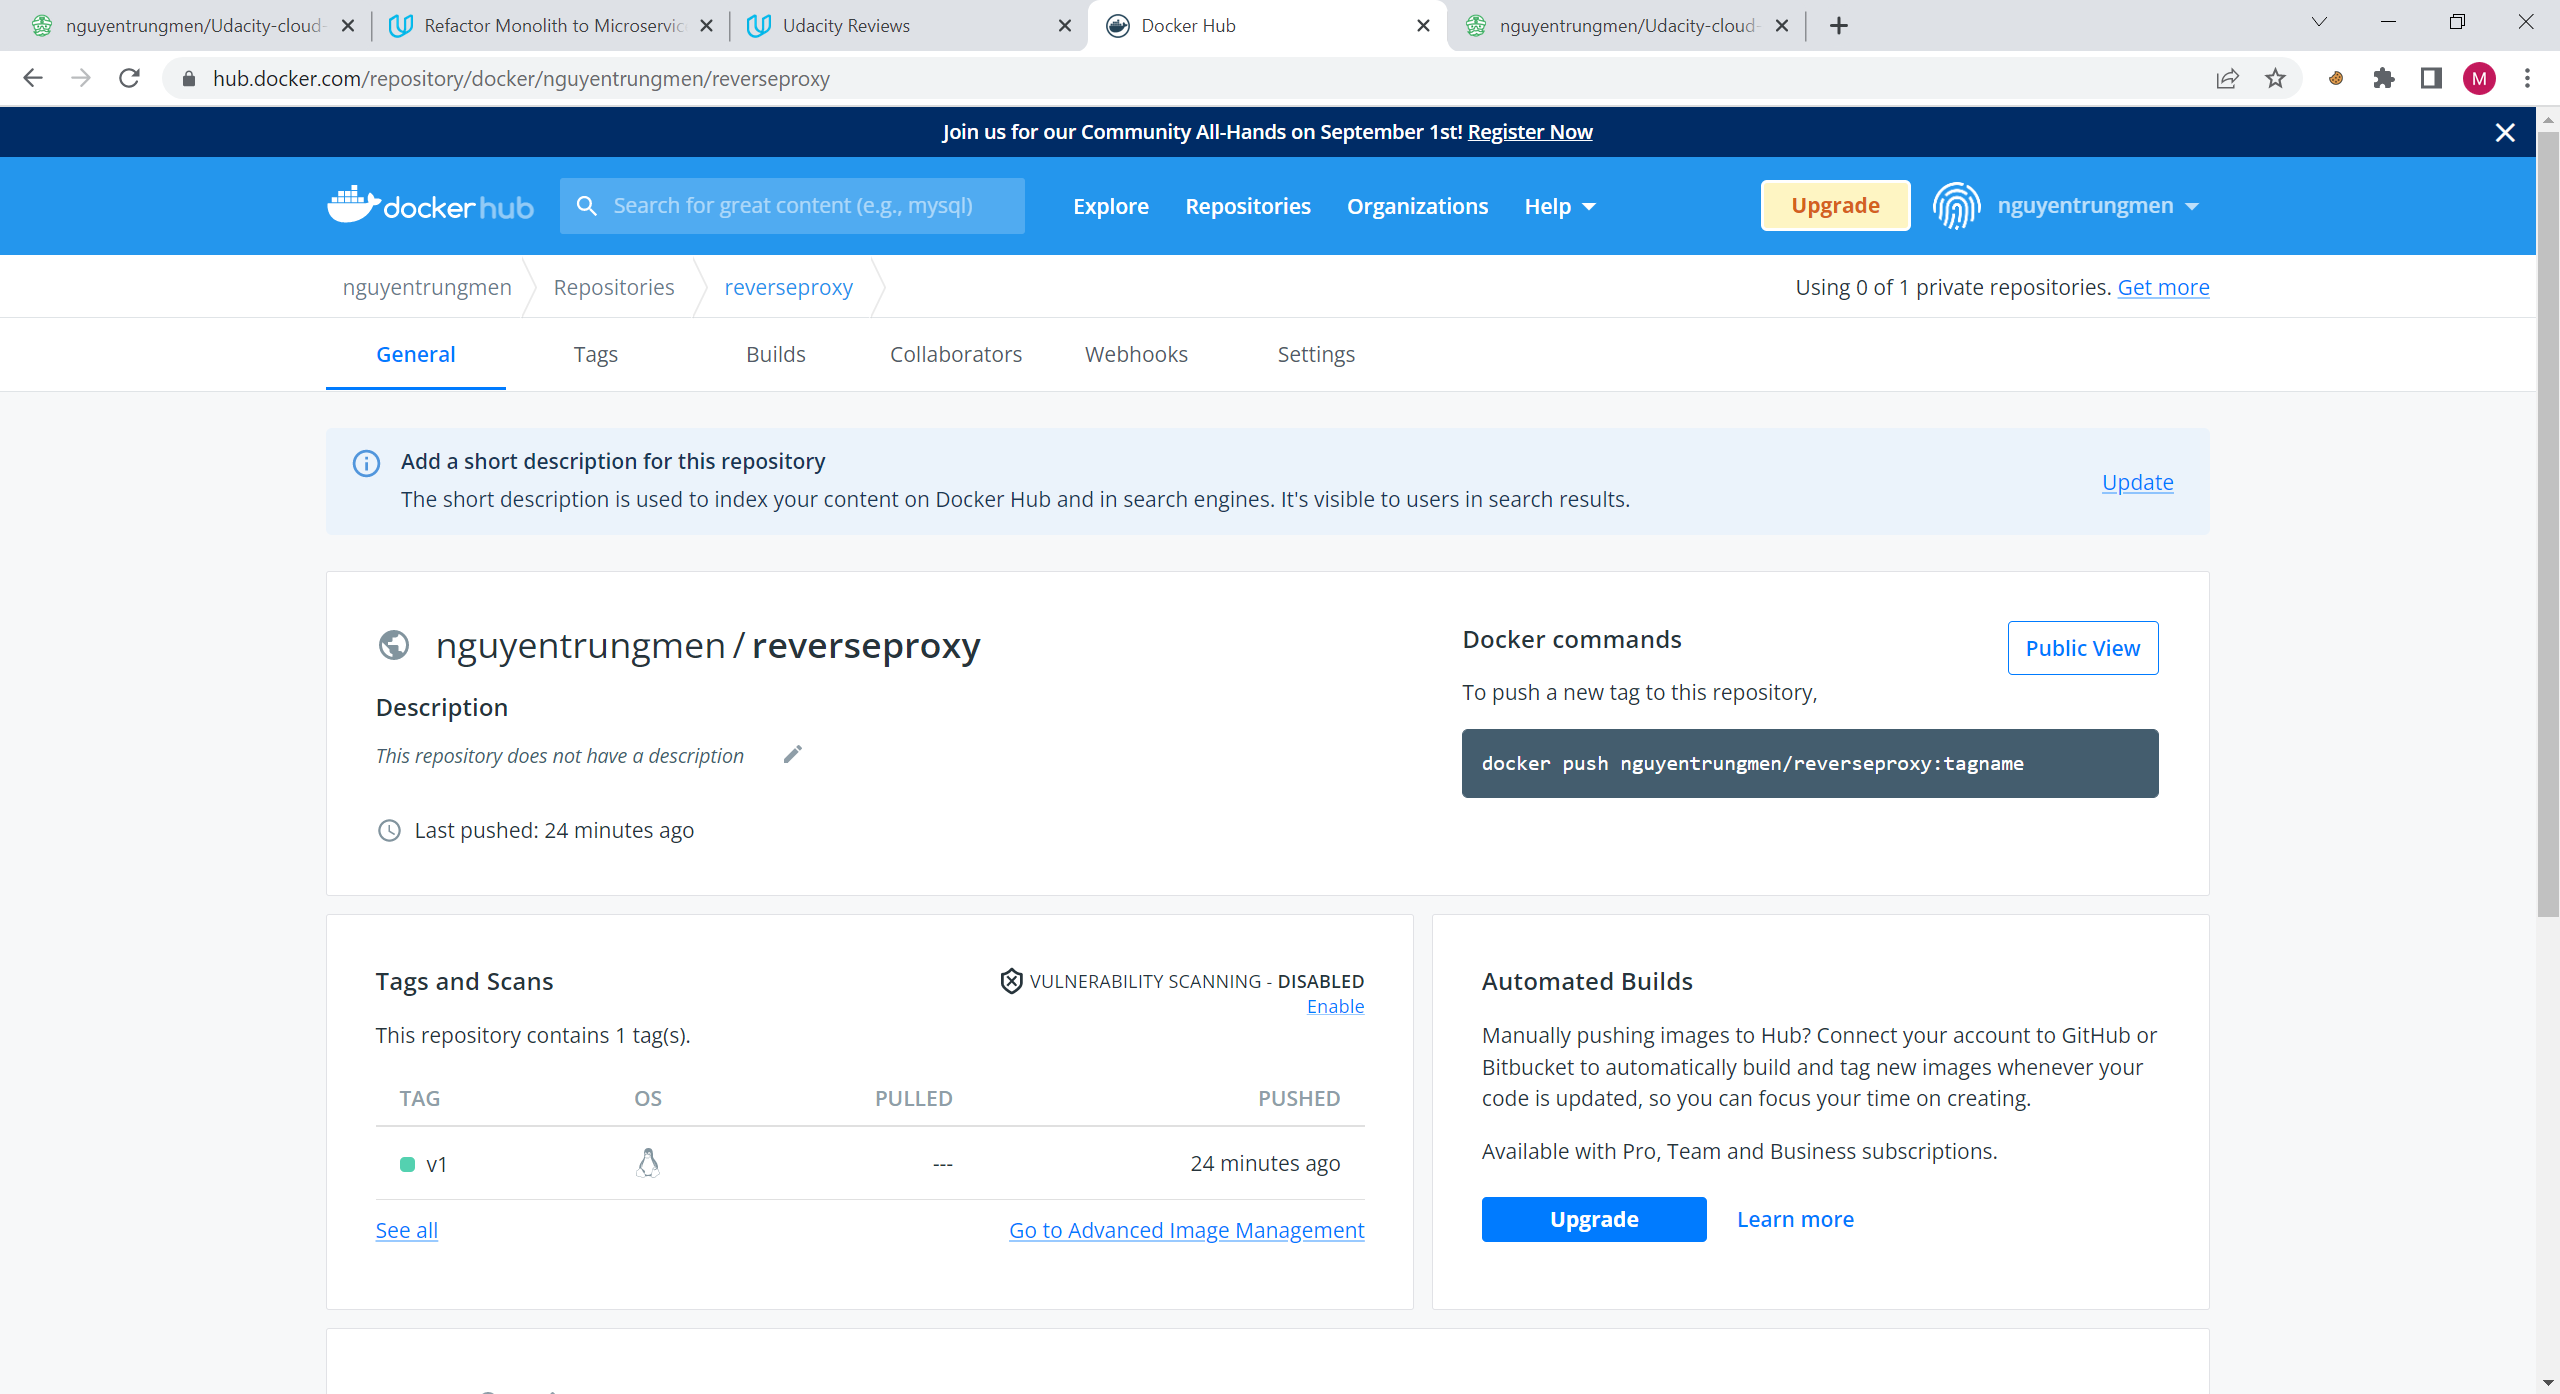 nguyentrungmen/Udacity-cloud-
Refactor Monolith to Microservic
Udacity Reviews
Docker Hub
nguyentrungmen/Udacity-cloud-
hub.docker.com/repository/docker/nguyentrungmen/reverseproxy
M
Join us for our Community All-Hands on September 1st! Register Now
docker hub
Search for great content (e.g., mysql)
Explore
Repositories
Organizations
Help
Upgrade
nguyentrungmen
nguyentrungmen
Repositories
reverseproxy
Using 0 of 1 private repositories. Get more
General
Tags
Builds
Collaborators
Webhooks
Settings
Add a short description for this repository
The short description is used to index your content on Docker Hub and in search engines. It's visible to users in search results.
Update
nguyentrungmen / reverseproxy
Description
This repository does not have a description
Last pushed: 24 minutes ago
Docker commands
Public View
To push a new tag to this repository,
docker push nguyentrungmen/reverseproxy:tagname
Tags and Scans
VULNERABILITY SCANNING - DISABLED
Enable
This repository contains 1 tag(s).
TAG OS PULLED PUSHED
v1 --- 24 minutes ago
See all
Go to Advanced Image Management
Automated Builds
Manually pushing images to Hub? Connect your account to GitHub or
Bitbucket to automatically build and tag new images whenever your
code is updated, so you can focus your time on creating.
Available with Pro, Team and Business subscriptions.
Upgrade
Learn more